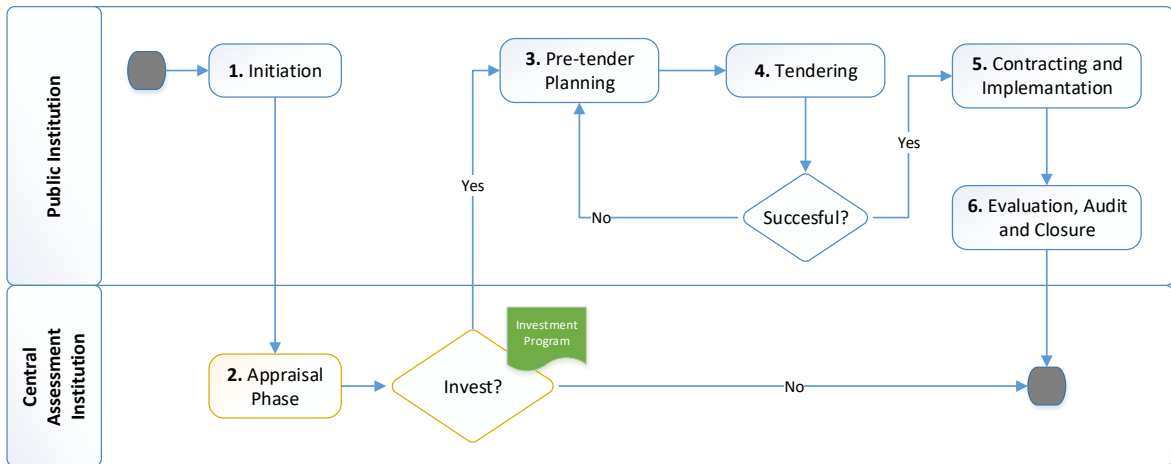 Public Institution
1. Initiation
3. Pre-tender
Planning
4. Tendering
5. Contracting and
Implemantation
Yes
Yes
No
Succesful?
6. Evaluation, Audit
and Closure
Central
Assessment
Institution
Investment
Program
2. Appraisal
Phase
Invest?
No